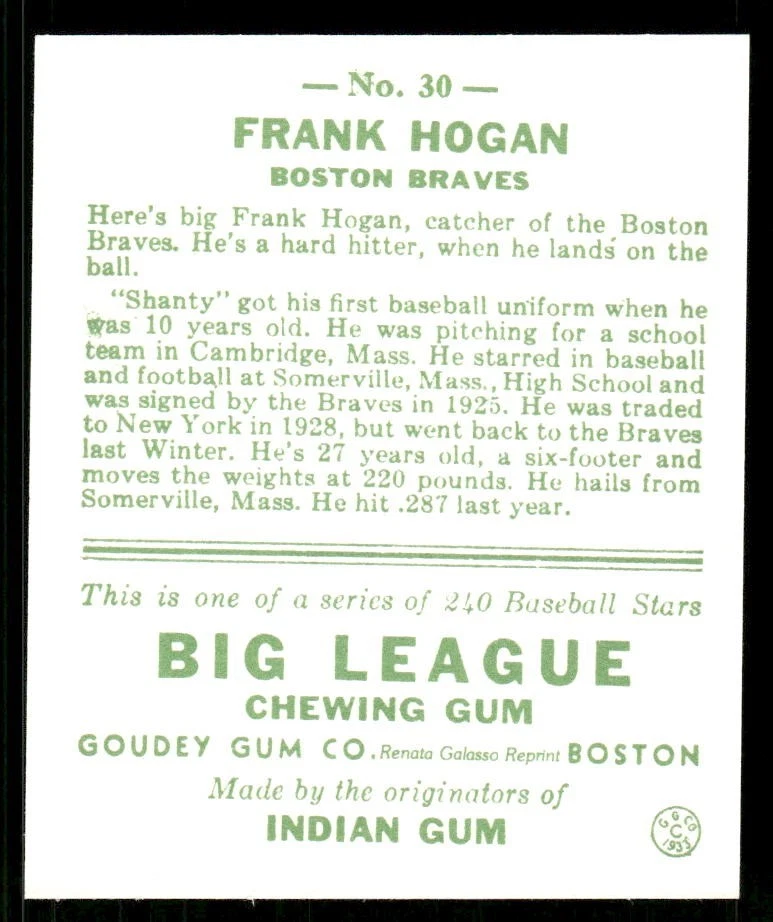 — No. 30 —
FRANK HOGAN
BOSTON BRAVES
Here's big Frank Hogan, catcher of the Boston
Braves. He's a hard hitter, when he lands on the
ball.
"Shanty" got his first baseball uniform when he
was 10 years old. He was pitching for a school
team in Cambridge, Mass. He starred in baseball
and football at Somerville, Mass., High School and
was signed by the Braves in 1925. He was traded
to New York in 1928, but went back to the Braves
last Winter. He's 27 years old, a six-footer and
moves the weights at 220 pounds. He hails from
Somerville, Mass. He hit .287 last year.
This is one of a series of 240 Baseball Stars
BIG LEAGUE
CHEWING GUM
GOUDEY GUM CO. Renata Galasso Reprint BOSTON
Made by the originators of
INDIAN GUM
G G CO
C
1933